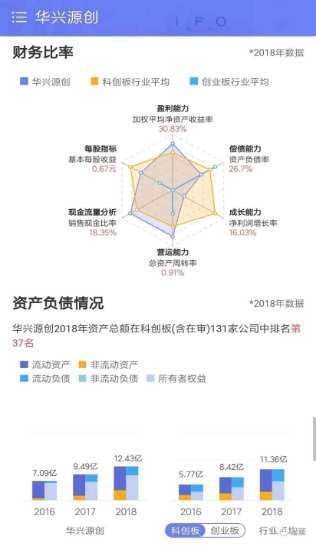 华兴源创
IPO
财务比率
*2018年数据
华兴源创 科创板行业平均 创业板行业平均
盈利能力
加权平均净资产收益率
30.83%
每股指标
基本每股收益
0.67元
偿债能力
资产负债率
26.7%
现金流量分析
销售现金比率
18.35%
成长能力
净利润增长率
16.03%
营运能力
总资产周转率
0.91%
资产负债情况
*2018年数据
华兴源创2018年资产总额在科创板(含在审)131家公司中排名第
37名
流动资产 非流动资产
流动负债 非流动负债 所有者权益
7.09亿 9.49亿 12.43亿
5.77亿 8.42亿 11.36亿
2016 2017 2018
2016 2017 2018
华兴源创
科创板 创业板 行业平均